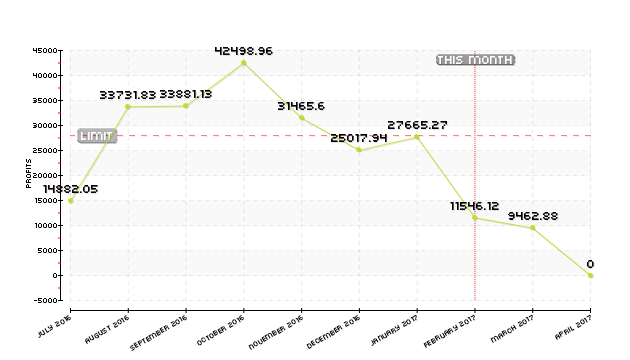 42498.96
45000
THIS MONTH
40000
35000
33731.83
33881.13
31465.6
30000
27665.27
LIMIT
25017.94
25000
PROFITS
20000
14882.05
15000
11546.12
9462.88
10000
5000
0
0
-5000
JULY 2016
AUGUST 2016
SEPTEMBER 2016
OCTOBER 2016
NOVEMBER 2016
DECEMBER 2016
JANUARY 2017
FEBRUARY 2017
MARCH 2017
APRIL 2017